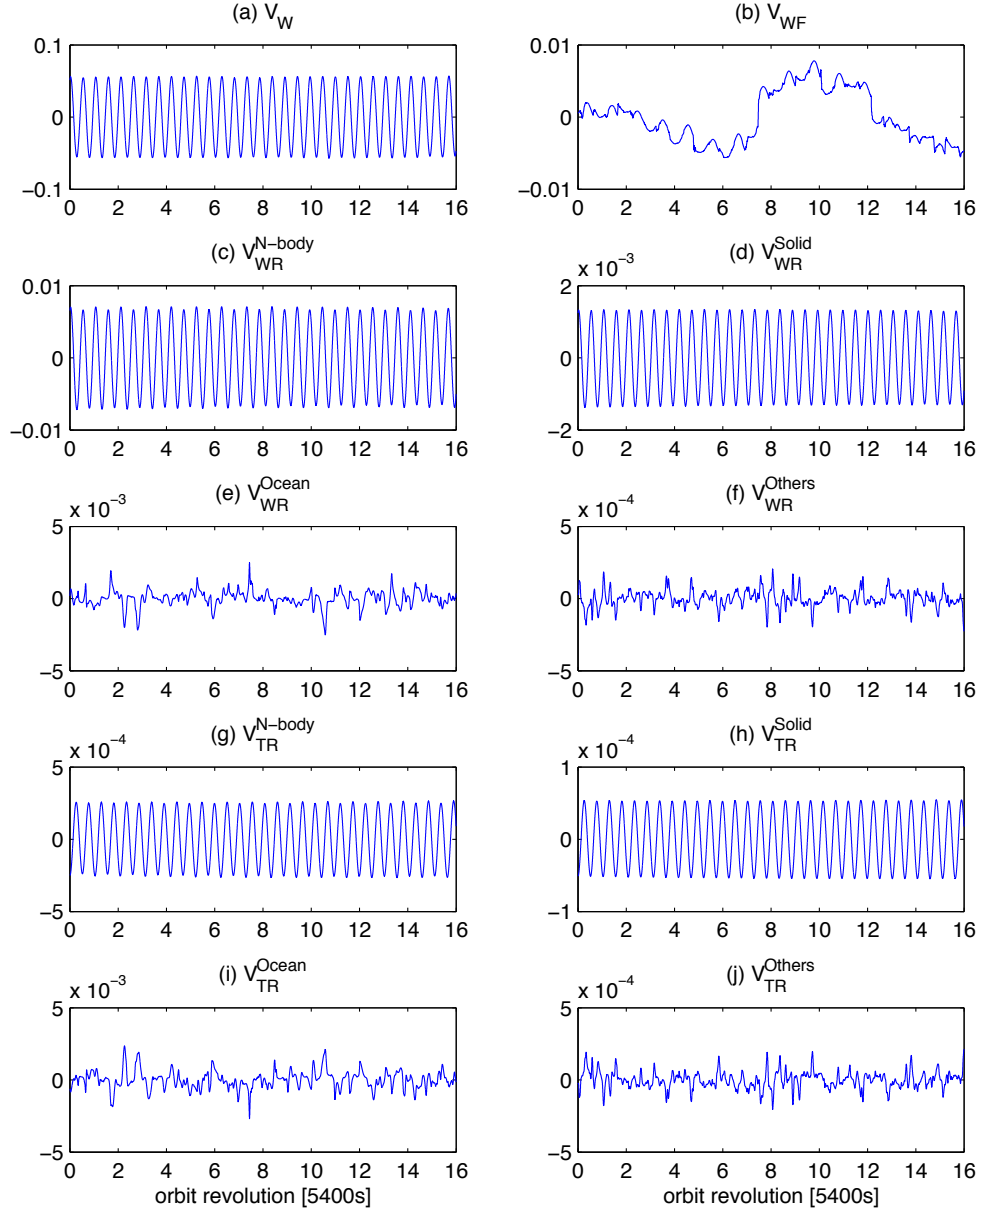 (a) V_W
(b) V_WF
0.1
0
−0.1
0 2 4 6 8 10 12 14 16
0.01
0
−0.01
0 2 4 6 8 10 12 14 16
(c) V_WR^N−body
(d) V_WR^Solid
0.01
0
−0.01
0 2 4 6 8 10 12 14 16
x 10^−3
2
0
−2
0 2 4 6 8 10 12 14 16
(e) V_WR^Ocean
(f) V_WR^Others
x 10^−3
5
0
−5
0 2 4 6 8 10 12 14 16
x 10^−4
5
0
−5
0 2 4 6 8 10 12 14 16
(g) V_TR^N−body
(h) V_TR^Solid
x 10^−4
5
0
−5
0 2 4 6 8 10 12 14 16
x 10^−4
1
0
−1
0 2 4 6 8 10 12 14 16
(i) V_TR^Ocean
(j) V_TR^Others
x 10^−3
5
0
−5
0 2 4 6 8 10 12 14 16
orbit revolution [5400s]
x 10^−4
5
0
−5
0 2 4 6 8 10 12 14 16
orbit revolution [5400s]